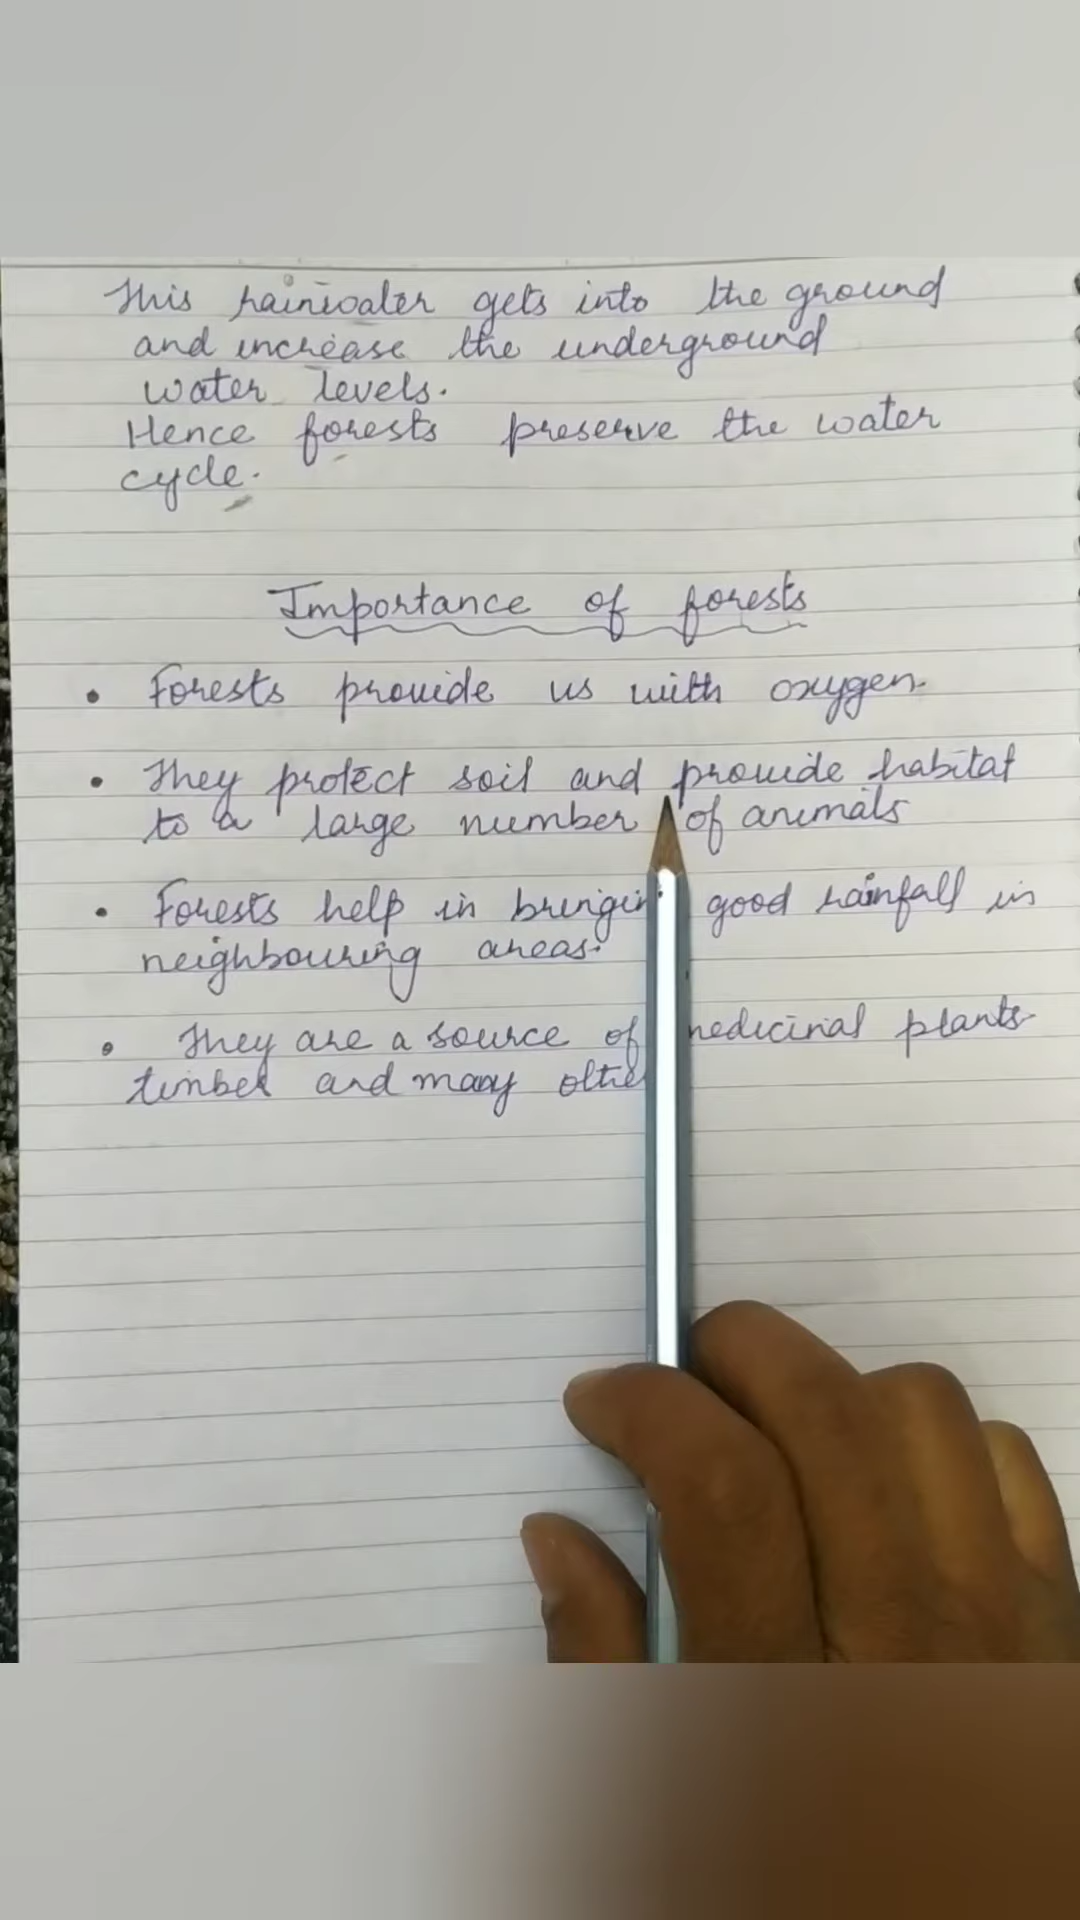 This rainwater gets into the ground
and increase the underground
water levels.
Hence forests preserve the water
cycle.
Importance of forests
• Forests provide us with oxygen.
• They protect soil and provide habitat
to a large number of animals
• Forests help in bringin good rainfall in
neighbouring areas.
• They are a source of medicinal plants
timber and many